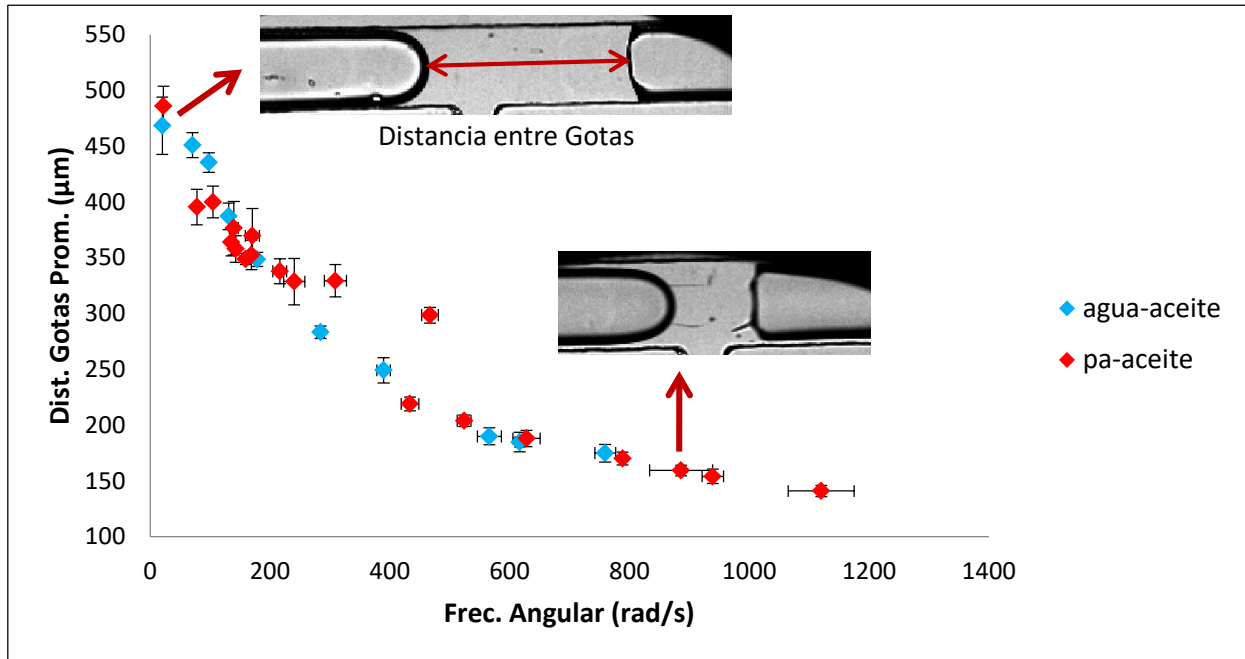 550
500
450
400
350
300
250
200
150
100
Dist. Gotas Prom. (µm)
Distancia entre Gotas
agua-aceite
pa-aceite
0 200 400 600 800 1000 1200 1400
Frec. Angular (rad/s)